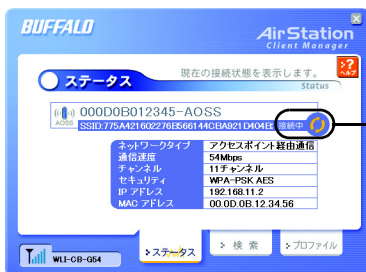 BUFFALO
AirStation
Client Manager
ステータス
現在の接続状態を表示します。
Status
?
ヘルプ
AOSS
000D0B012345-AOSS
SSID:775A421602276B566144CBA921D404B
接続中
ネットワークタイプ アクセスポイント経由通信
通信速度 54Mbps
チャンネル 11チャンネル
セキュリティ WPA-PSK AES
IP アドレス 192.168.11.2
MAC アドレス 00.0D.0B.12.34.56
WLI-CB-G54
ステータス
検索
プロファイル